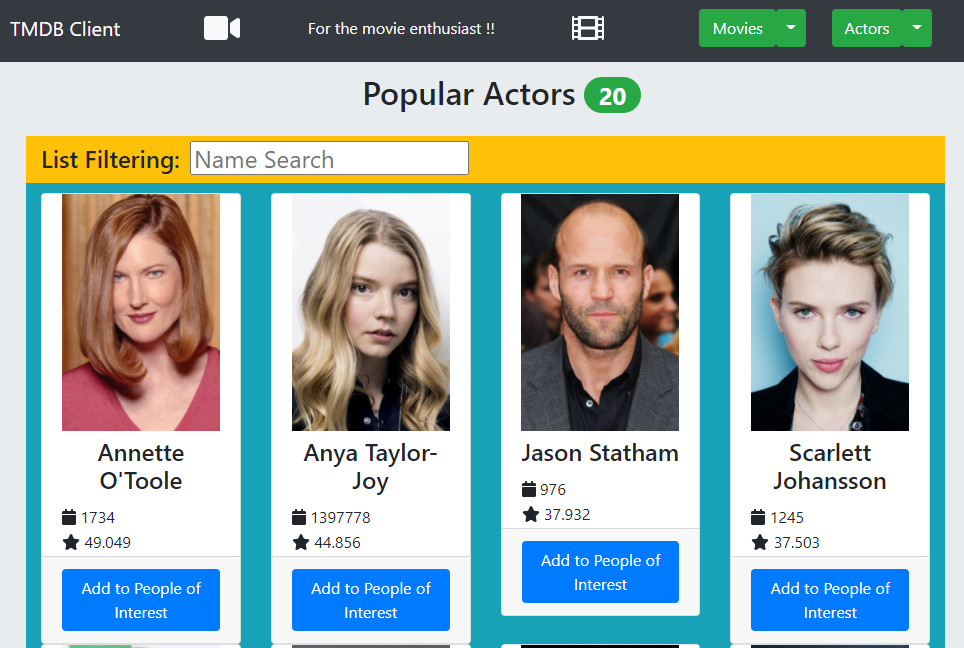 TMDB Client
For the movie enthusiast !!
Movies
Actors
Popular Actors 20
List Filtering: Name Search
Annette
O'Toole
1734
49.049
Add to People of
Interest
Anya Taylor-
Joy
1397778
44.856
Add to People of
Interest
Jason Statham
976
37.932
Add to People of
Interest
Scarlett
Johansson
1245
37.503
Add to People of
Interest